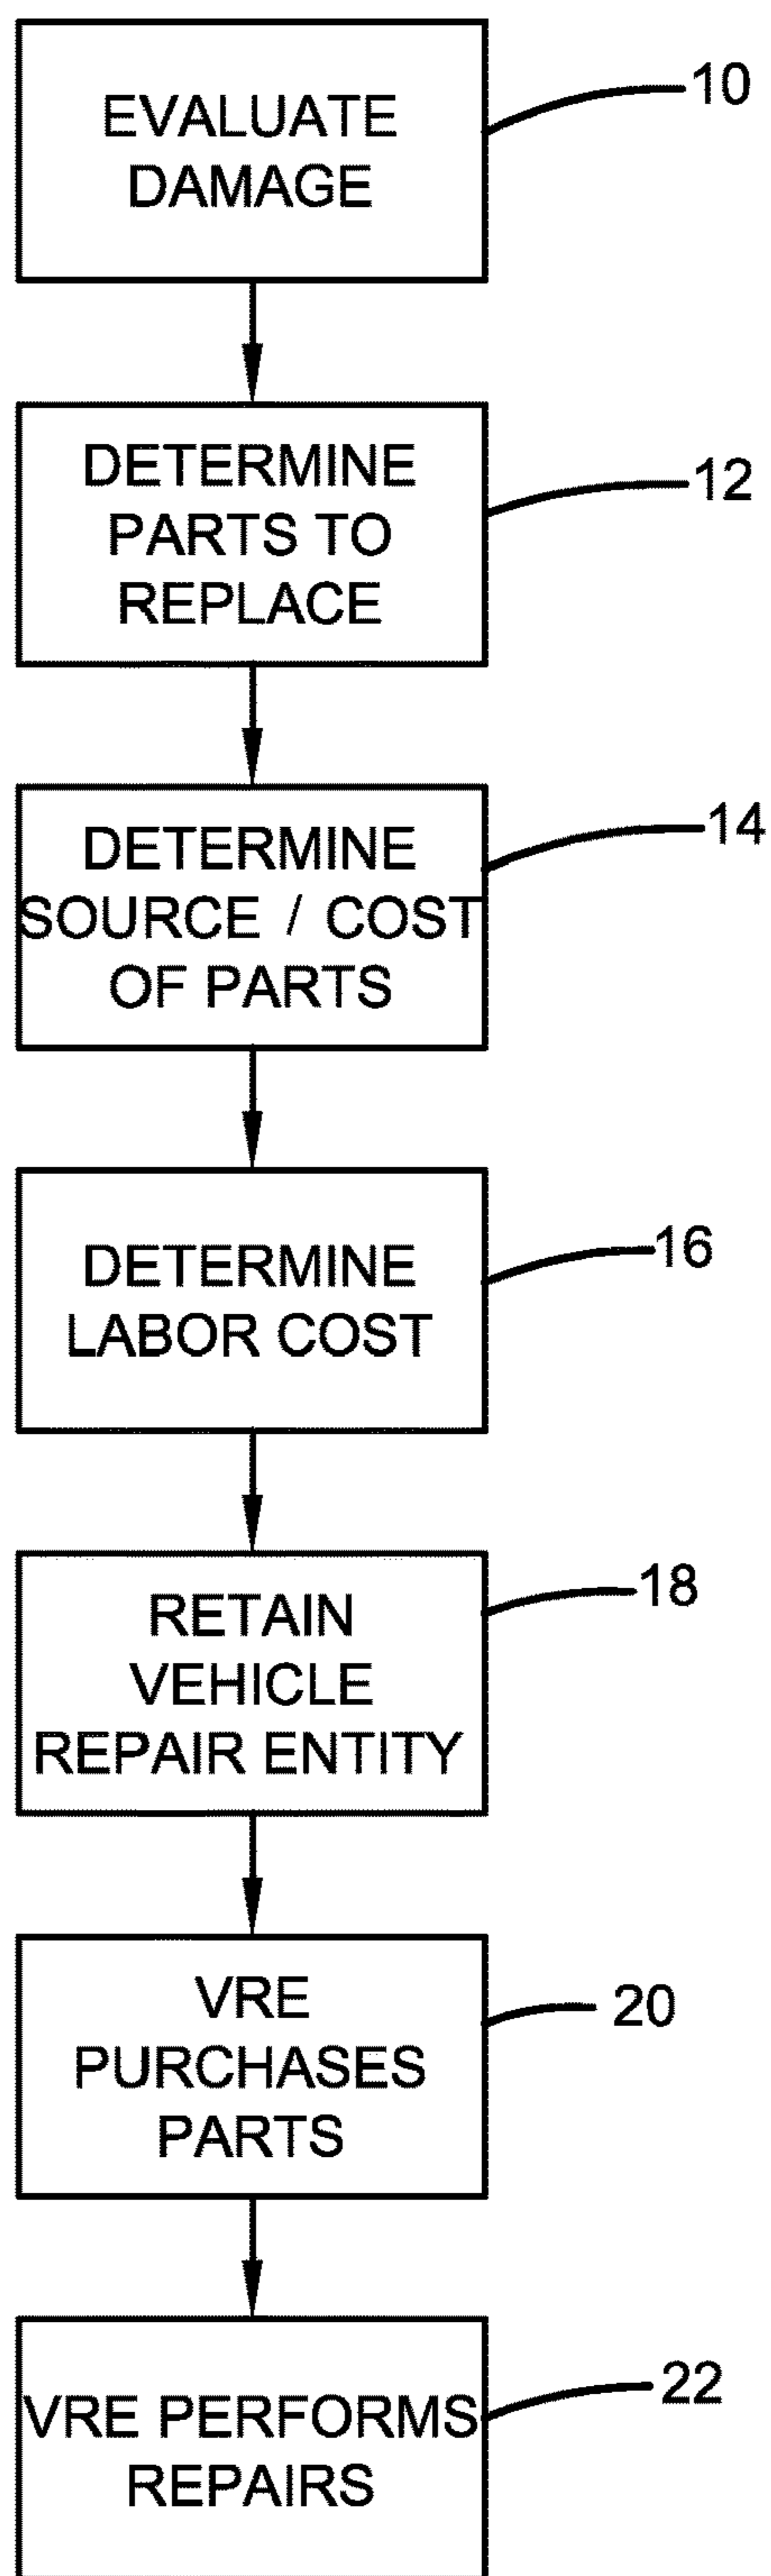 EVALUATE
DAMAGE
10
DETERMINE
PARTS TO
REPLACE
12
DETERMINE
SOURCE / COST
OF PARTS
14
DETERMINE
LABOR COST
16
RETAIN
VEHICLE
REPAIR ENTITY
18
VRE
PURCHASES
PARTS
20
VRE PERFORMS
REPAIRS
22